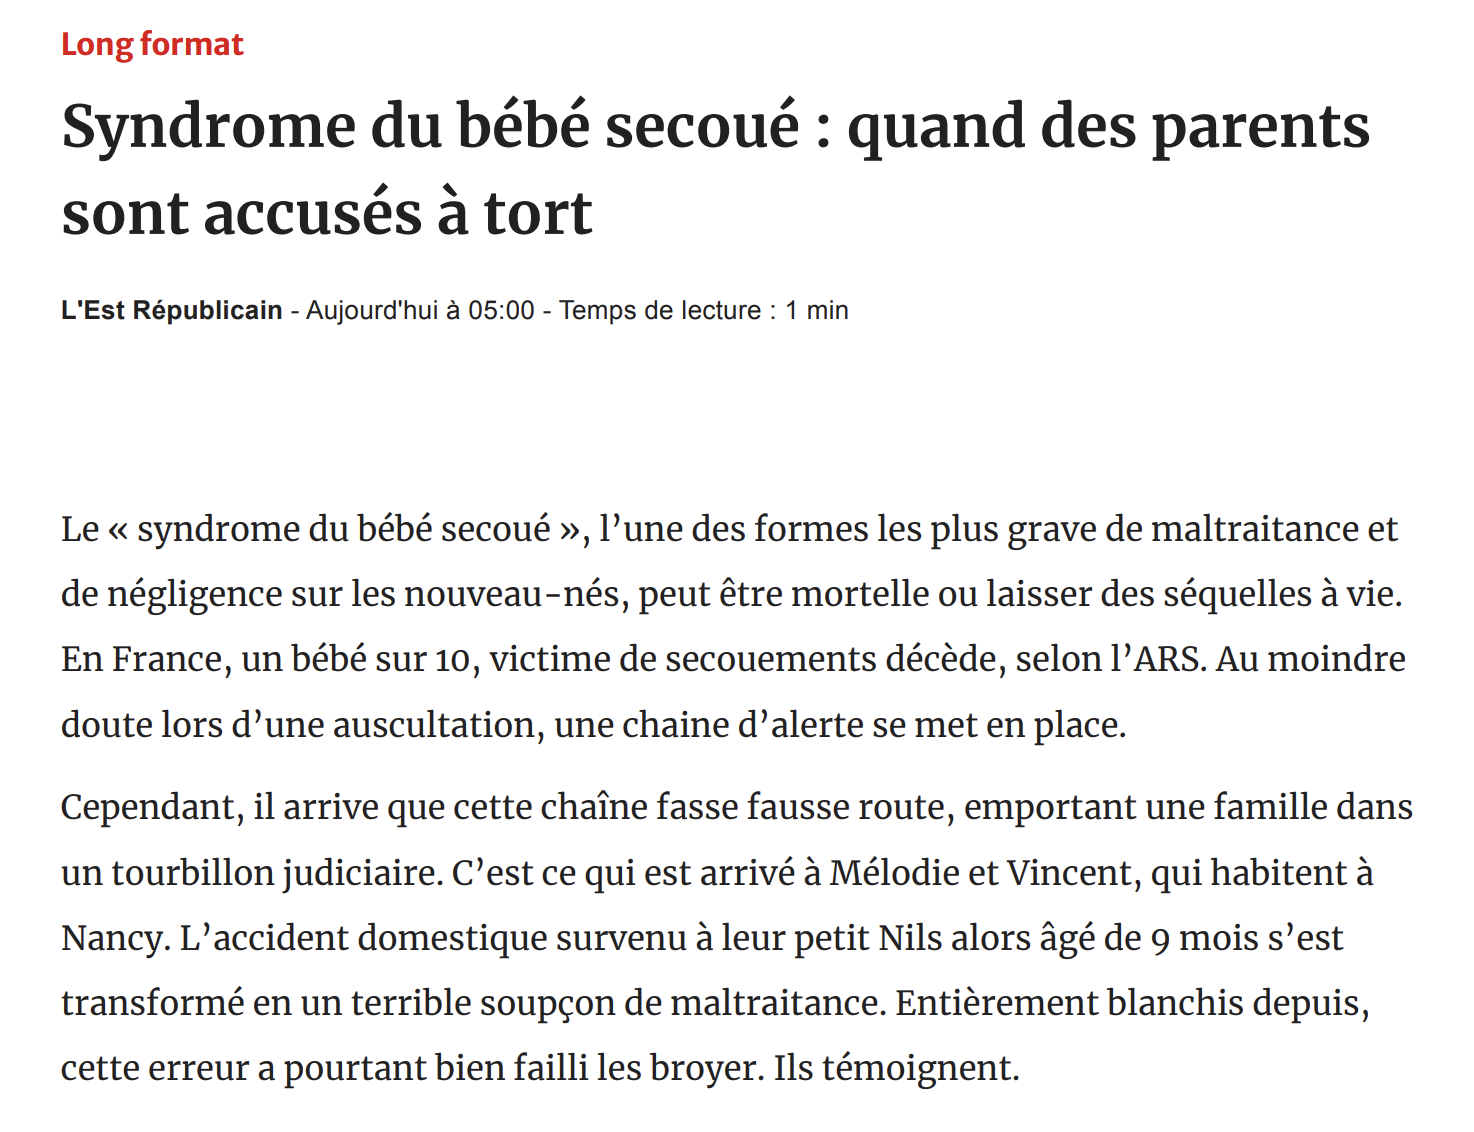 Long format
Syndrome du bébé secoué : quand des parents
sont accusés à tort
L'Est Républicain - Aujourd'hui à 05:00 - Temps de lecture : 1 min
Le « syndrome du bébé secoué », l’une des formes les plus grave de maltraitance et
de négligence sur les nouveau-nés, peut être mortelle ou laisser des séquelles à vie.
En France, un bébé sur 10, victime de secouements décède, selon l’ARS. Au moindre
doute lors d’une auscultation, une chaine d’alerte se met en place.
Cependant, il arrive que cette chaîne fasse fausse route, emportant une famille dans
un tourbillon judiciaire. C’est ce qui est arrivé à Mélodie et Vincent, qui habitent à
Nancy. L’accident domestique survenu à leur petit Nils alors âgé de 9 mois s’est
transformé en un terrible soupçon de maltraitance. Entièrement blanchis depuis,
cette erreur a pourtant bien failli les broyer. Ils témoignent.